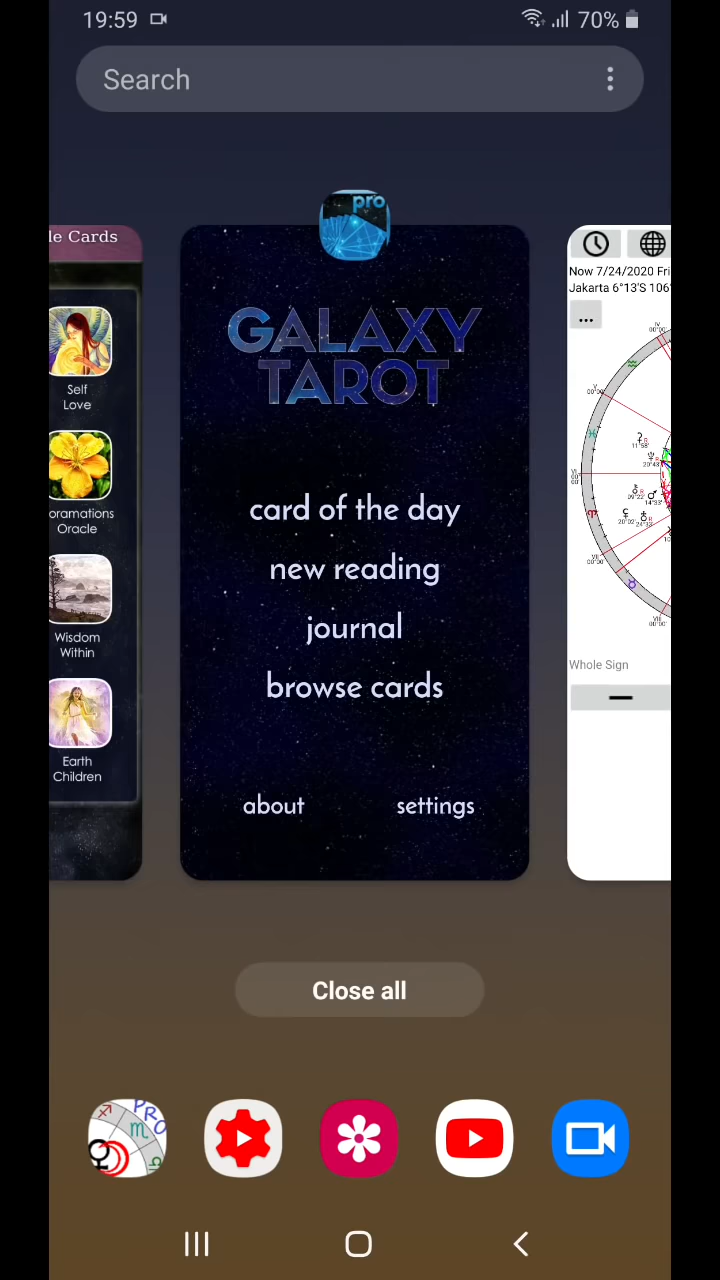 19:59
70%
Search
le Cards
Self
Love
oramations
Oracle
Wisdom
Within
Earth
Children
pro
GALAXY
TAROT
card of the day
new reading
journal
browse cards
about
settings
Now 7/24/2020 Fri
Jakarta 6°13'S 106°
...
Whole Sign
Close all
PRO